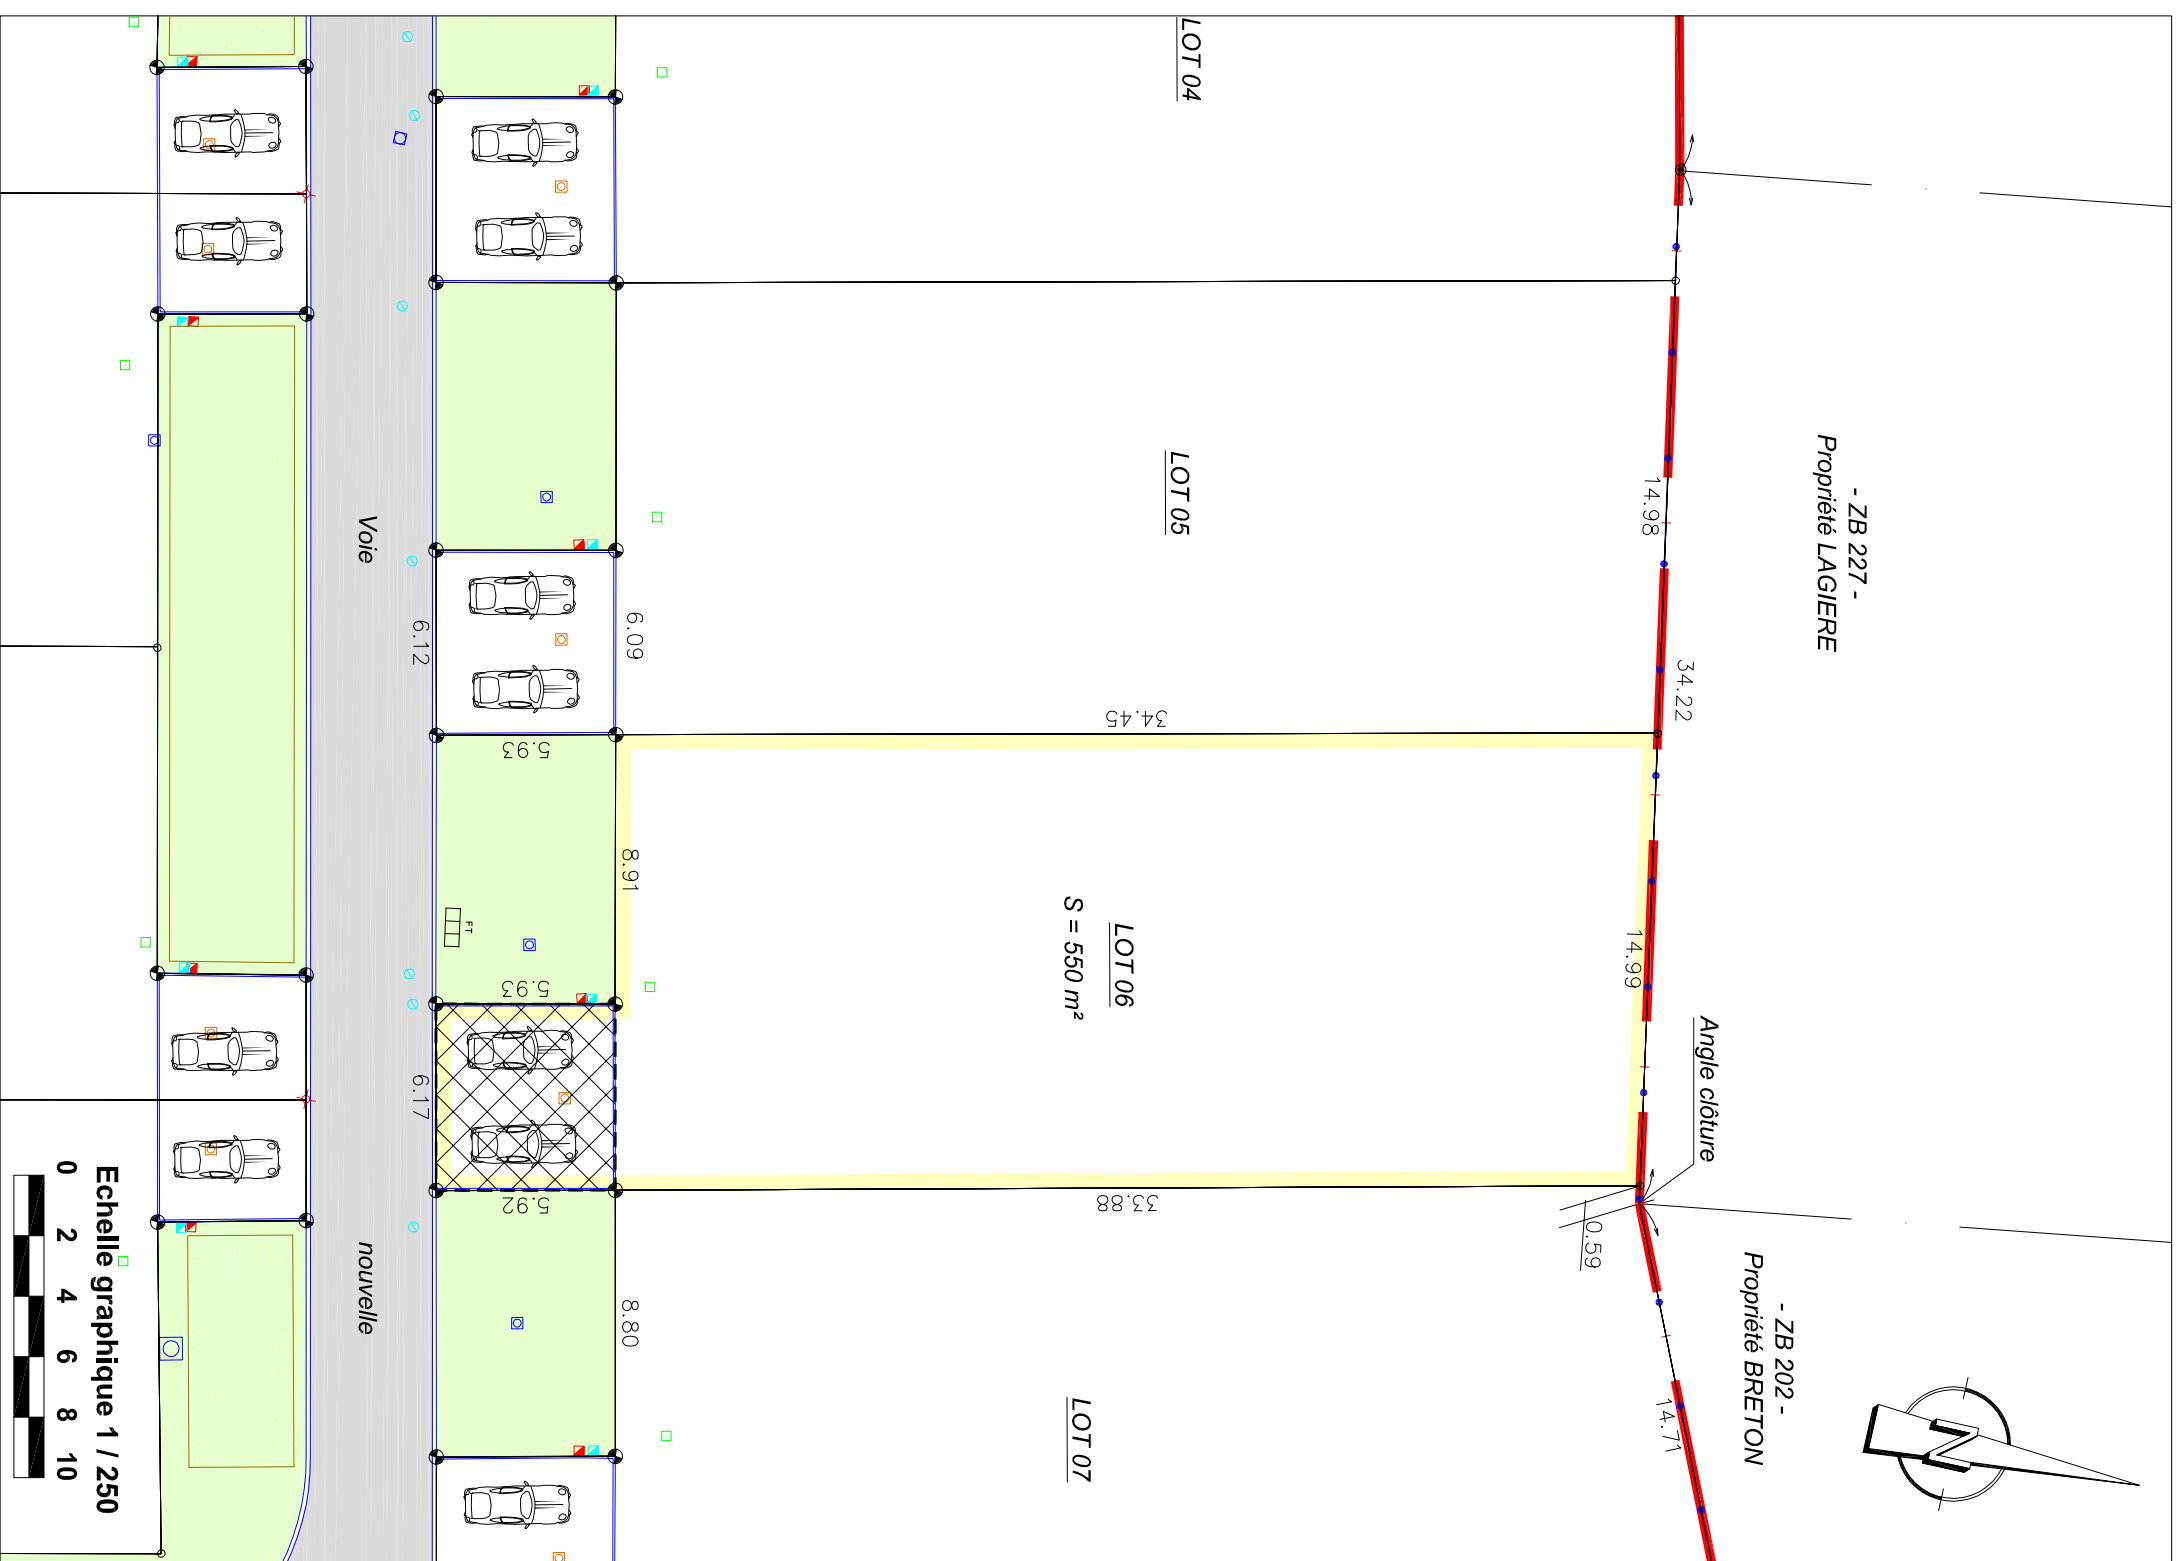 LOT 04
- ZB 227 -
Propriété LAGIERE
LOT 05
14.98
34.22
Voie
6.12
6.09
34.45
5.93
8.91
FT
LOT 06
S = 550 m²
14.99
5.93
Angle clôture
6.17
5.92
33.88
0.59
- ZB 202 -
Propriété BRETON
nouvelle
8.80
LOT 07
14.71
N
Echelle graphique 1 / 250
0 2 4 6 8 10